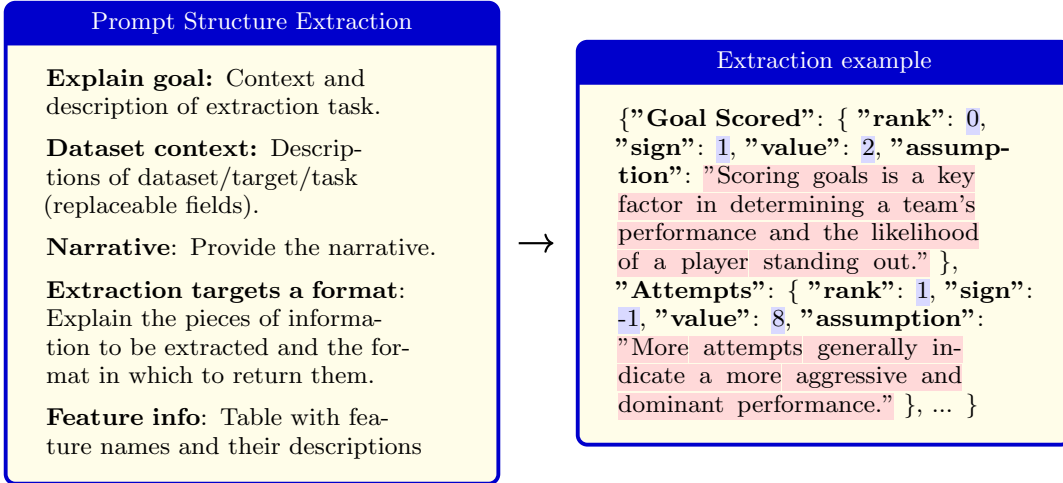 Prompt Structure Extraction
Explain goal: Context and
description of extraction task.
Dataset context: Descrip-
tions of dataset/target/task
(replaceable fields).
Narrative: Provide the narrative.
Extraction targets a format:
Explain the pieces of informa-
tion to be extracted and the for-
mat in which to return them.
Feature info: Table with fea-
ture names and their descriptions
→
Extraction example
{”Goal Scored”: { ”rank”: 0,
”sign”: 1, ”value”: 2, ”assump-
tion”: ”Scoring goals is a key
factor in determining a team’s
performance and the likelihood
of a player standing out.” },
”Attempts”: { ”rank”: 1, ”sign”:
-1, ”value”: 8, ”assumption”:
”More attempts generally in-
dicate a more aggressive and
dominant performance.” }, ... }